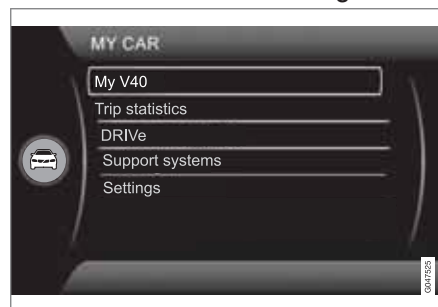 MY CAR
My V40
Trip statistics
DRIVe
Support systems
Settings
G047525